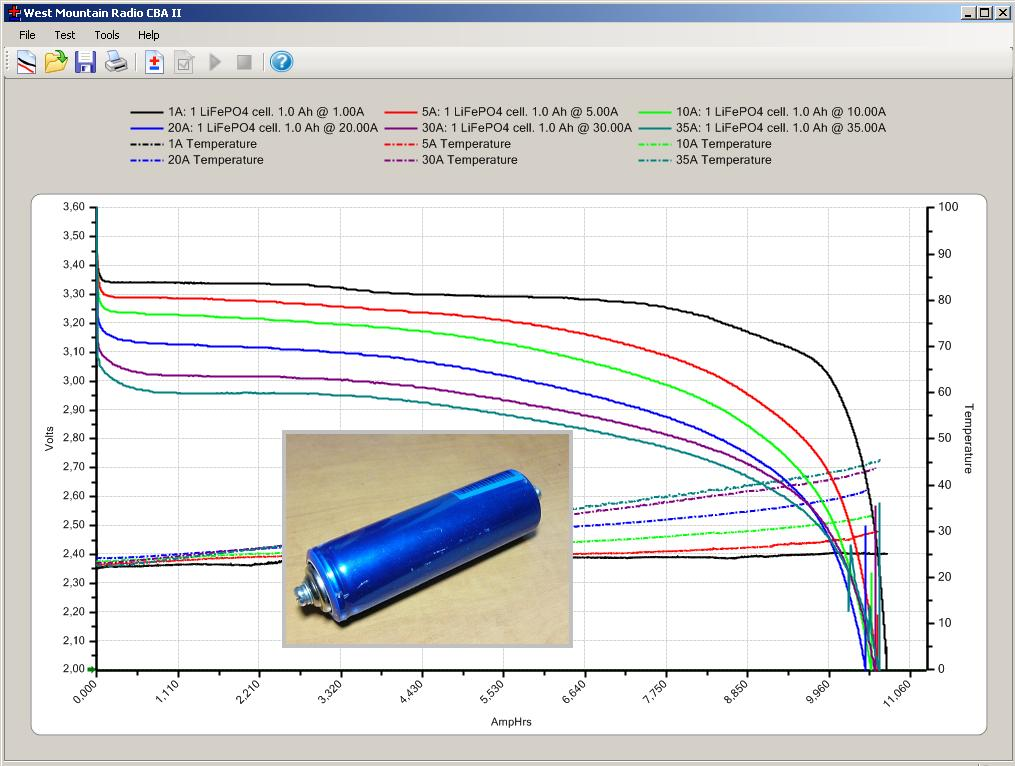 West Mountain Radio CBA II
File Test Tools Help
1A: 1 LiFePO4 cell. 1.0 Ah @ 1.00A 5A: 1 LiFePO4 cell. 1.0 Ah @ 5.00A 10A: 1 LiFePO4 cell. 1.0 Ah @ 10.00A
20A: 1 LiFePO4 cell. 1.0 Ah @ 20.00A 30A: 1 LiFePO4 cell. 1.0 Ah @ 30.00A 35A: 1 LiFePO4 cell. 1.0 Ah @ 35.00A
1A Temperature 5A Temperature 10A Temperature
20A Temperature 30A Temperature 35A Temperature
3,60
3,50
3,40
3,30
3,20
3,10
3,00
2,90
2,80
2,70
2,60
2,50
2,40
2,30
2,20
2,10
2,00
Volts
100
90
80
70
60
50
40
30
20
10
0
Temperature
0,000 1,110 2,210 3,320 4,430 5,530 6,640 7,750 8,850 9,960 11,060
AmpHrs